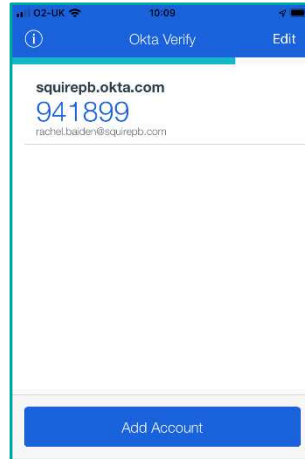 O2-UK 10:09
Okta Verify Edit
squirepb.okta.com
941899
rachel.baiden@squirepb.com
Add Account